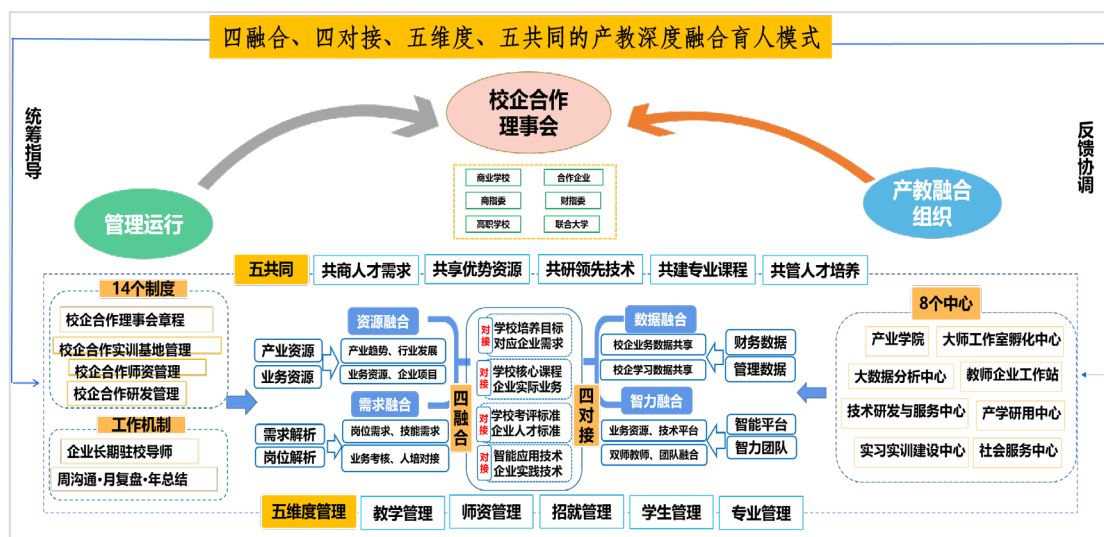 四融合、四对接、五维度、五共同的产教深度融合育人模式
校企合作
理事会
统筹指导
反馈协调
管理运行
产教融合
组织
商业学校
合作企业
商指委
财指委
高职学校
联合大学
五共同
共商人才需求
共享优势资源
共研领先技术
共建专业课程
共管人才培养
14个制度
校企合作理事会章程
校企合作实训基地管理
校企合作师资管理
校企合作研发管理
工作机制
企业长期驻校导师
周沟通·月复盘·年总结
资源融合
产业资源
业务资源
产业趋势、行业发展
业务资源、企业项目
需求融合
需求解析
岗位解析
岗位需求、技能需求
业务考核、人培对接
四融合
对接
学校培养目标
对应企业需求
对接
学校核心课程
企业实际业务
对接
学校考评标准
企业人才标准
对接
智能应用技术
企业实践技术
四对接
数据融合
校企业务数据共享
校企学习数据共享
财务数据
管理数据
智力融合
业务资源、技术平台
双师教师、团队融合
智能平台
智力团队
8个中心
产业学院
大师工作室孵化中心
大数据分析中心
教师企业工作站
技术研发与服务中心
产学研用中心
实习实训建设中心
社会服务中心
五维度管理
教学管理
师资管理
招就管理
学生管理
专业管理